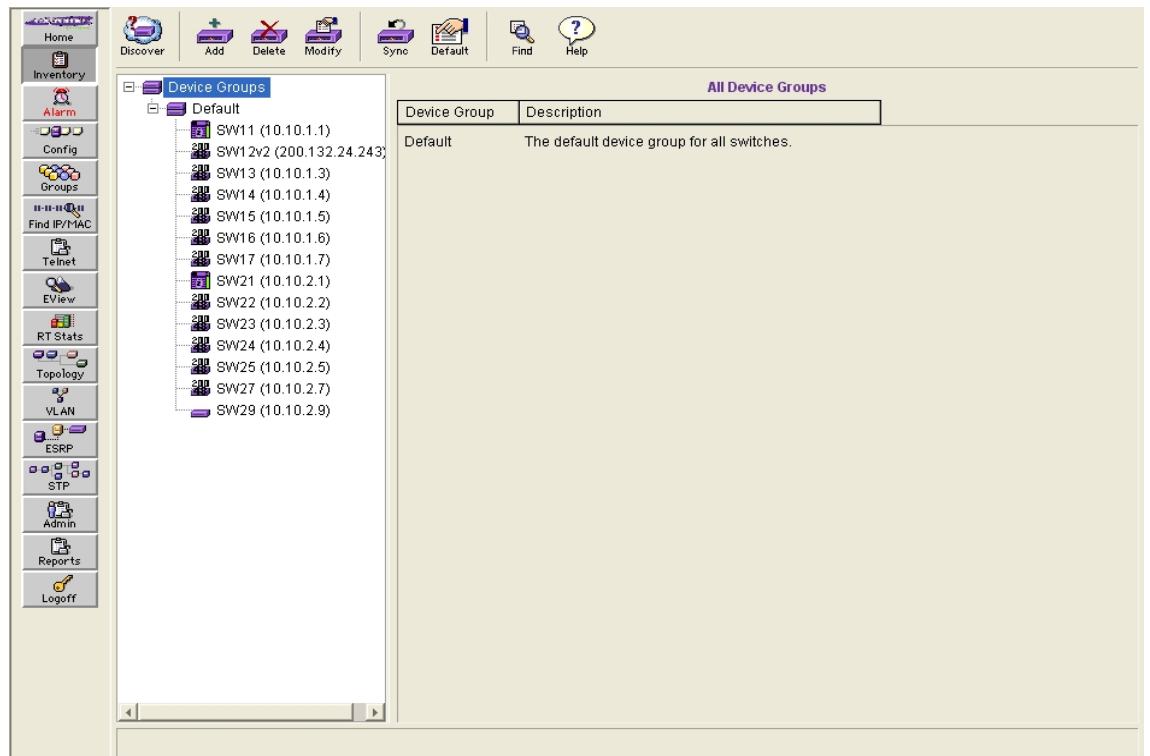 Home
Inventory
Alarm
Config
Groups
Find IP/MAC
Telnet
EView
RT Stats
Topology
VLAN
ESRP
STP
Admin
Reports
Logoff
Discover Add Delete Modify Sync Default Find Help
Device Groups
Default
SW11 (10.10.1.1)
SW12v2 (200.132.24.243)
SW13 (10.10.1.3)
SW14 (10.10.1.4)
SW15 (10.10.1.5)
SW16 (10.10.1.6)
SW17 (10.10.1.7)
SW21 (10.10.2.1)
SW22 (10.10.2.2)
SW23 (10.10.2.3)
SW24 (10.10.2.4)
SW25 (10.10.2.5)
SW27 (10.10.2.7)
SW29 (10.10.2.9)
All Device Groups
Device Group Description
Default The default device group for all switches.